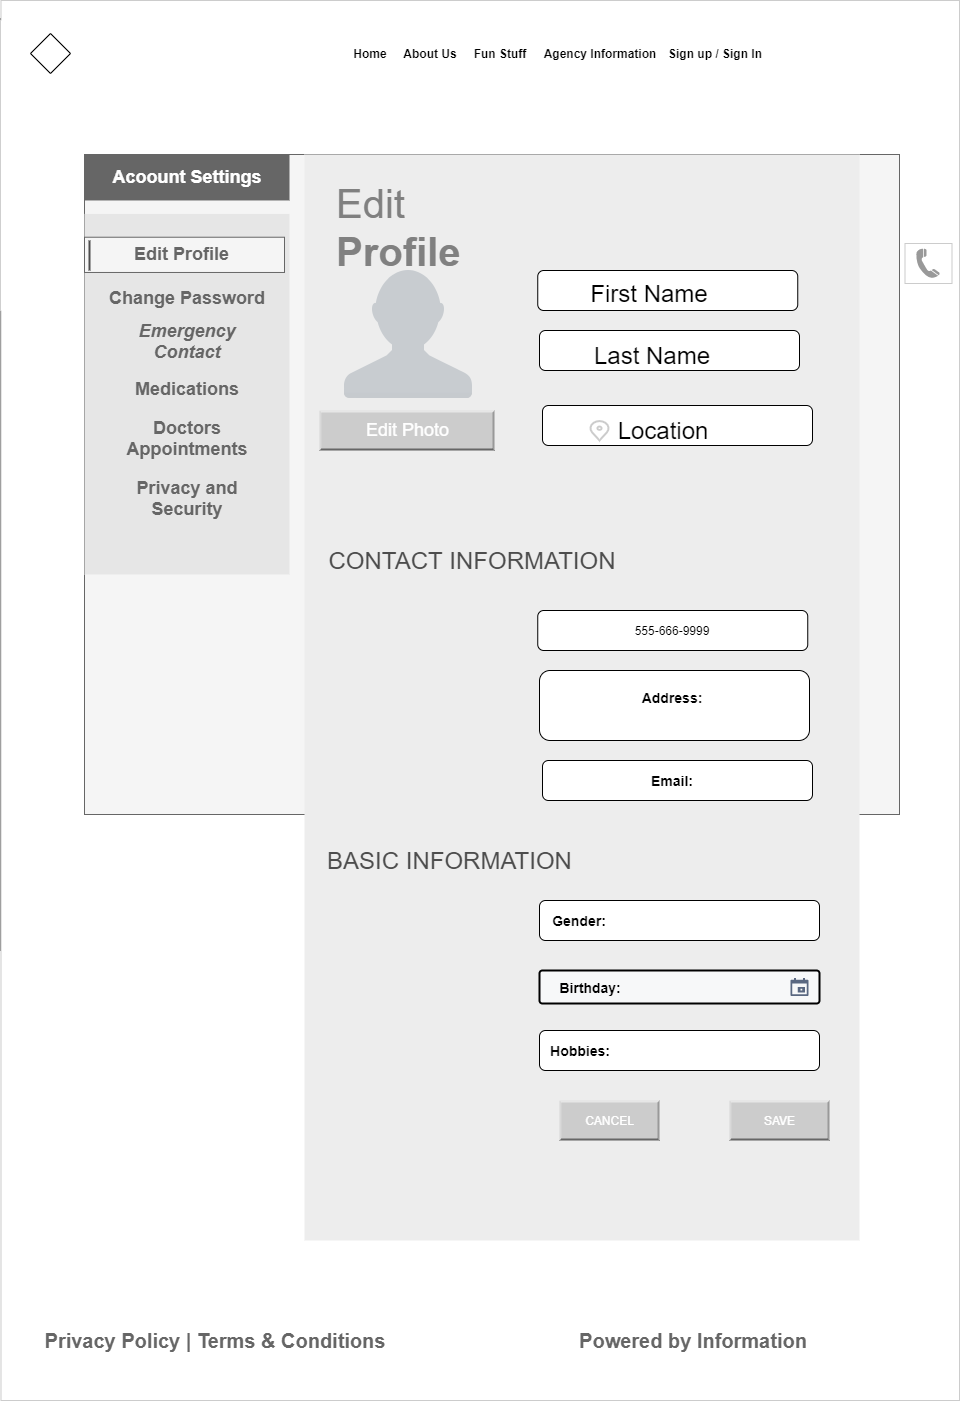 Home About Us Fun Stuff Agency Information Sign up / Sign In
Acoount Settings
Edit Profile
Change Password
Emergency
Contact
Medications
Doctors
Appointments
Privacy and
Security
Edit
Profile
Edit Photo
First Name
Last Name
Location
CONTACT INFORMATION
555-666-9999
Address:
Email:
BASIC INFORMATION
Gender:
Birthday:
Hobbies:
CANCEL SAVE
Privacy Policy | Terms & Conditions Powered by Information